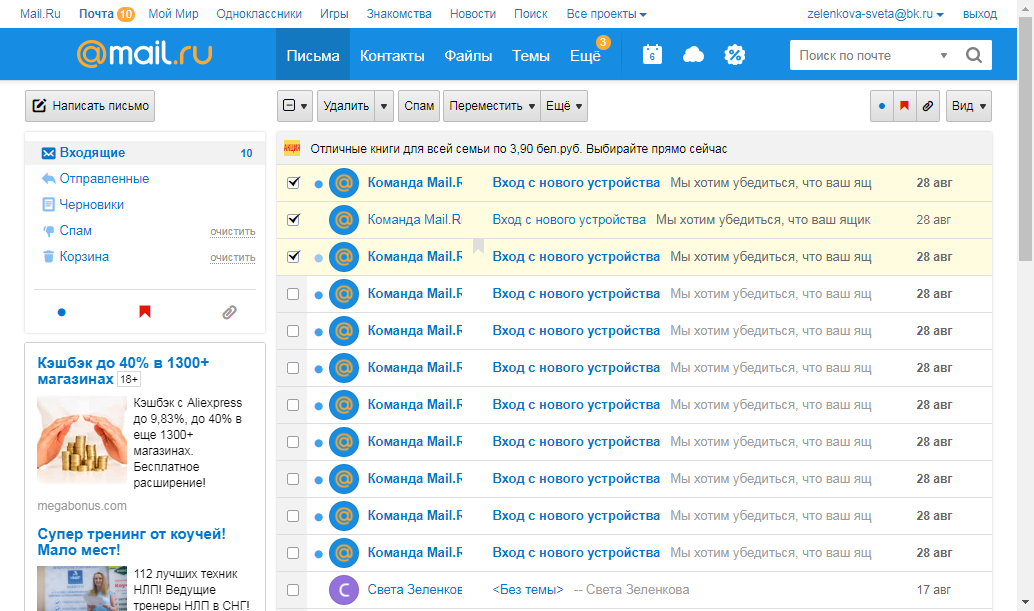 Mail.Ru Почта 10 Мой Мир Одноклассники Игры Знакомства Новости Поиск Все проекты zelenkova-sveta@bk.ru выход
@mail.ru Письма Контакты Файлы Темы Ещё 3 6 % Поиск по почте
Написать письмо Удалить Спам Переместить Ещё Вид
Входящие 10
Отправленные
Черновики
Спам очистить
Корзина очистить
Кэшбэк до 40% в 1300+
магазинах 18+
Кэшбэк с Aliexpress
до 9,83%, до 40% в
еще 1300+
магазинах.
Бесплатное
расширение!
megabonus.com
Супер тренинг от коучей!
Мало мест!
112 лучших техник
НЛП! Ведущие
тренеры НЛП в СНГ!
АКЦИЯ Отличные книги для всей семьи по 3,90 бел.руб. Выбирайте прямо сейчас
@ Команда Mail.R Вход с нового устройства Мы хотим убедиться, что ваш ящ 28 авг
@ Команда Mail.R Вход с нового устройства Мы хотим убедиться, что ваш ящик 28 авг
@ Команда Mail.R Вход с нового устройства Мы хотим убедиться, что ваш ящ 28 авг
@ Команда Mail.R Вход с нового устройства Мы хотим убедиться, что ваш ящ 28 авг
@ Команда Mail.R Вход с нового устройства Мы хотим убедиться, что ваш ящ 28 авг
@ Команда Mail.R Вход с нового устройства Мы хотим убедиться, что ваш ящ 28 авг
@ Команда Mail.R Вход с нового устройства Мы хотим убедиться, что ваш ящ 28 авг
@ Команда Mail.R Вход с нового устройства Мы хотим убедиться, что ваш ящ 28 авг
@ Команда Mail.R Вход с нового устройства Мы хотим убедиться, что ваш ящ 28 авг
@ Команда Mail.R Вход с нового устройства Мы хотим убедиться, что ваш ящ 28 авг
@ Команда Mail.R Вход с нового устройства Мы хотим убедиться, что ваш ящ 28 авг
С Света Зеленков <Без темы> -- Света Зеленкова 17 авг